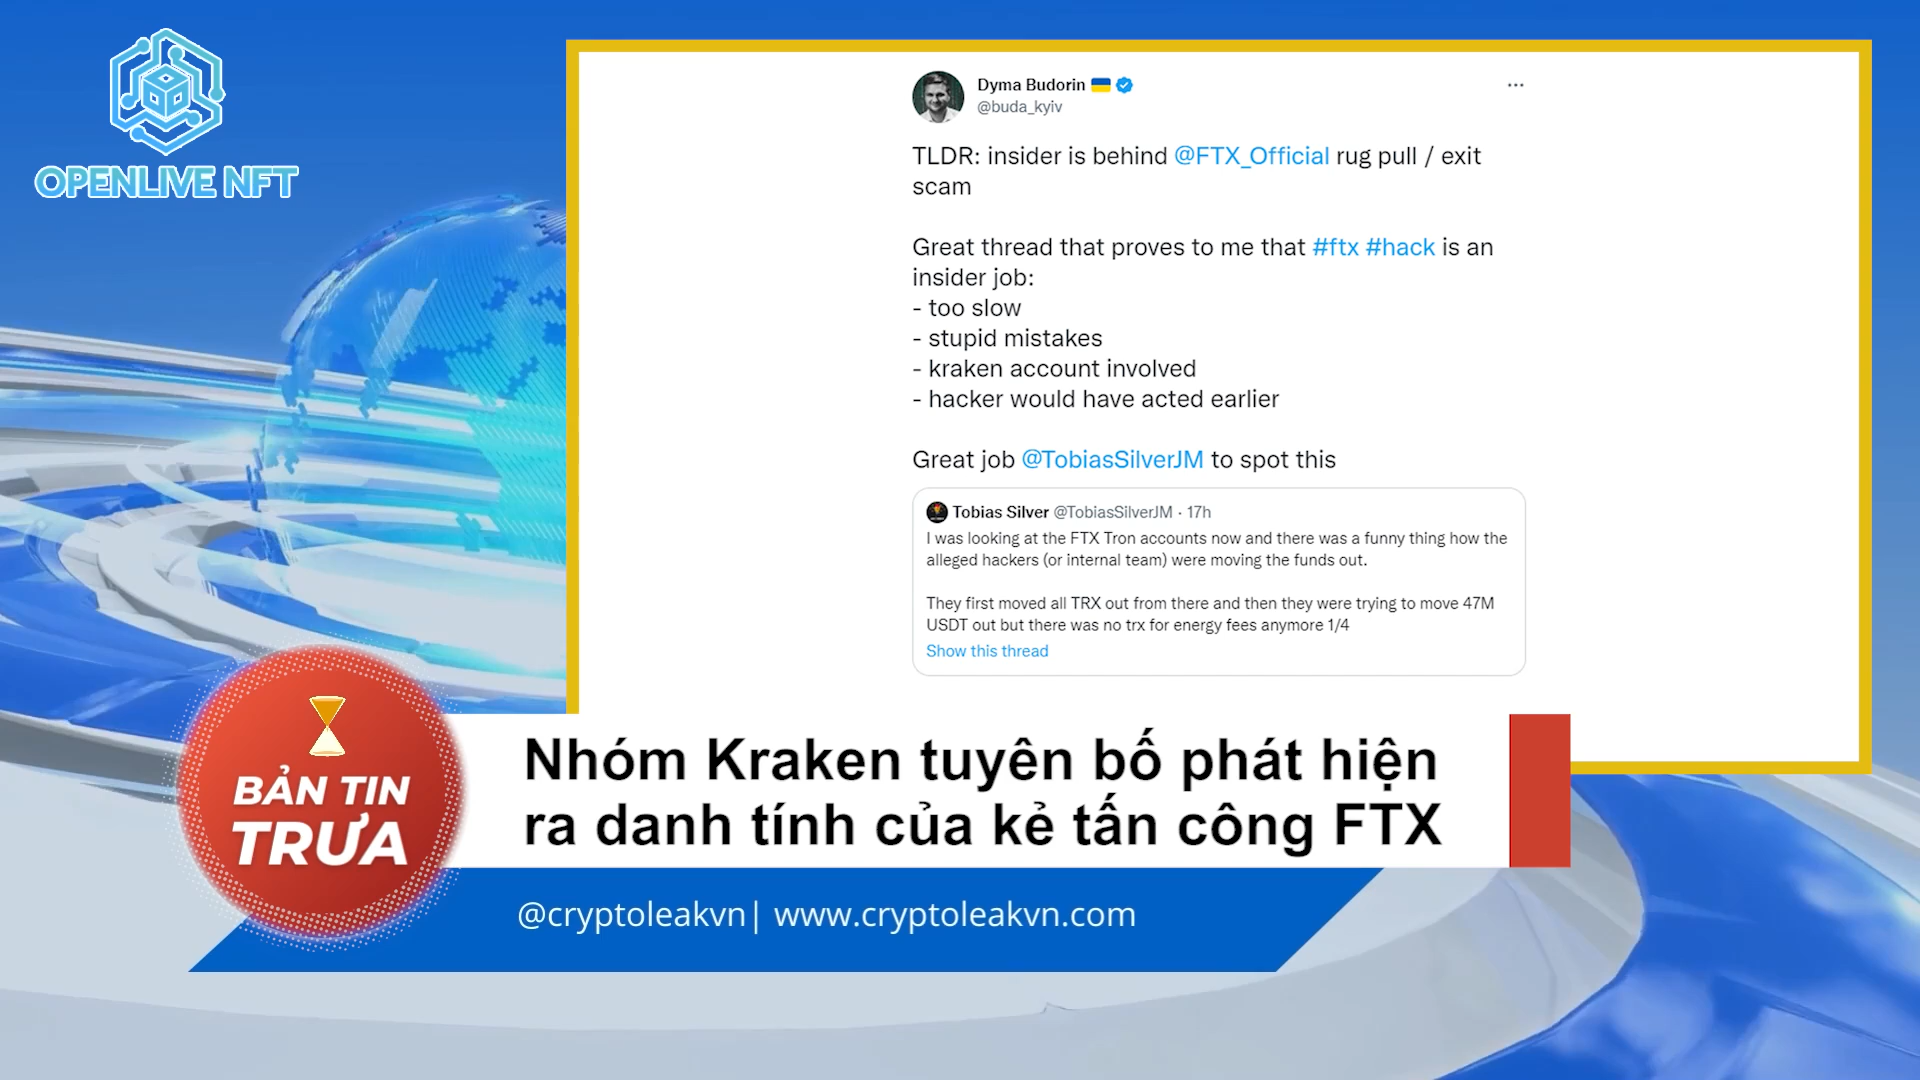 OPENLIVE NFT
Dyma Budorin
@buda_kyiv
TLDR: insider is behind @FTX_Official rug pull / exit
scam
Great thread that proves to me that #ftx #hack is an
insider job:
- too slow
- stupid mistakes
- kraken account involved
- hacker would have acted earlier
Great job @TobiasSilverJM to spot this
Tobias Silver @TobiasSilverJM · 17h
I was looking at the FTX Tron accounts now and there was a funny thing how the
alleged hackers (or internal team) were moving the funds out.
They first moved all TRX out from there and then they were trying to move 47M
USDT out but there was no trx for energy fees anymore 1/4
Show this thread
BẢN TIN
TRƯA
Nhóm Kraken tuyên bố phát hiện
ra danh tính của kẻ tấn công FTX
@cryptoleakvn| www.cryptoleakvn.com